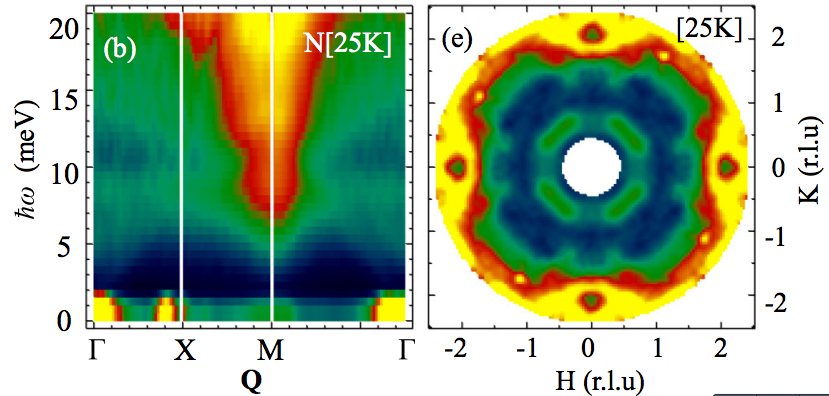 (b)
N[25K]
20
15
10
5
0
ħω (meV)
Γ X M Γ
Q
(e)
[25K]
2
1
0
-1
-2
K (r.l.u)
-2 -1 0 1 2
H (r.l.u)